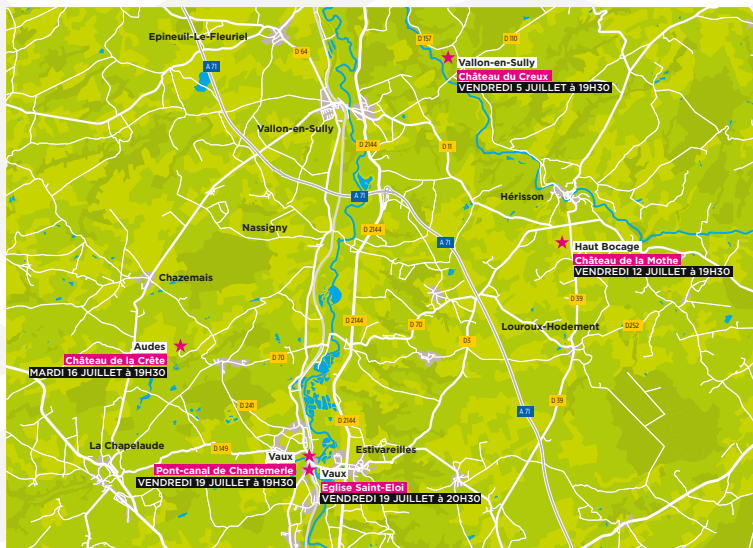 Epineuil-Le-Fleuriel
D 64
D 157
D 110
A 71
Vallon-en-Sully
Château du Creux
VENDREDI 5 JUILLET à 19H30
Vallon-en-Sully
D 2144
D 11
A 71
Hérisson
Nassigny
D 2144
A 71
Haut Bocage
Château de la Mothe
VENDREDI 12 JUILLET à 19H30
Chazemais
D 39
D 2144
D 70
Louroux-Hodement
D252
D3
Audes
Château de la Crête
MARDI 16 JUILLET à 19H30
D 70
D 241
D 39
A 71
D 2144
La Chapelaude
D 149
Estivareilles
Vaux
Pont-canal de Chantemerle
VENDREDI 19 JUILLET à 19H30
Vaux
Eglise Saint-Eloi
VENDREDI 19 JUILLET à 20H30